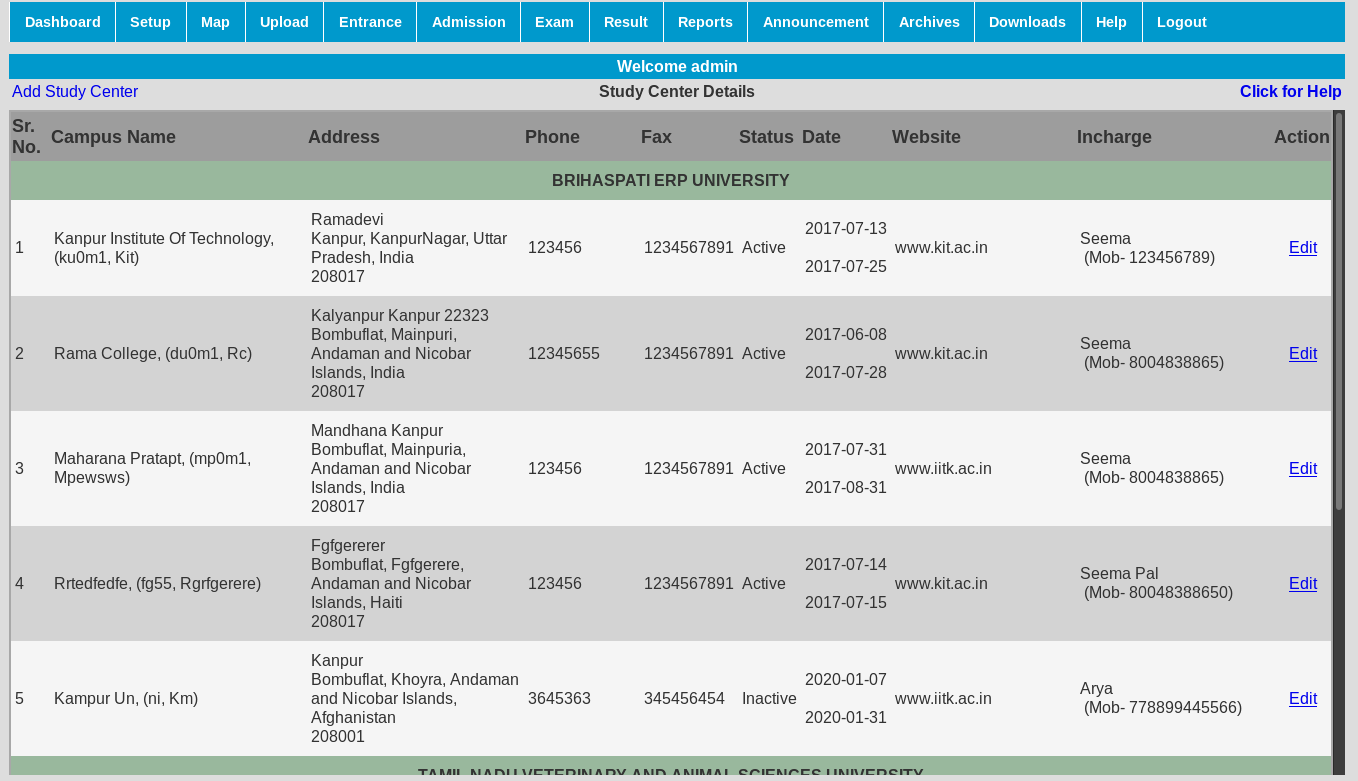 Dashboard Setup Map Upload Entrance Admission Exam Result Reports Announcement Archives Downloads Help Logout
Welcome admin
Add Study Center Study Center Details Click for Help
Sr. No. Campus Name Address Phone Fax Status Date Website Incharge Action
BRIHASPATI ERP UNIVERSITY
1
Kanpur Institute Of Technology,
(ku0m1, Kit)
Ramadevi
Kanpur, KanpurNagar, Uttar
Pradesh, India
208017
123456
1234567891
Active
2017-07-13
2017-07-25
www.kit.ac.in
Seema
(Mob- 123456789)
Edit
2
Rama College, (du0m1, Rc)
Kalyanpur Kanpur 22323
Bombuflat, Mainpuri,
Andaman and Nicobar
Islands, India
208017
12345655
1234567891
Active
2017-06-08
2017-07-28
www.kit.ac.in
Seema
(Mob- 8004838865)
Edit
3
Maharana Pratapt, (mp0m1,
Mpewsws)
Mandhana Kanpur
Bombuflat, Mainpuria,
Andaman and Nicobar
Islands, India
208017
123456
1234567891
Active
2017-07-31
2017-08-31
www.iitk.ac.in
Seema
(Mob- 8004838865)
Edit
4
Rrtedfedfe, (fg55, Rgrfgerere)
Fgfgererer
Bombuflat, Fgfgerere,
Andaman and Nicobar
Islands, Haiti
208017
123456
1234567891
Active
2017-07-14
2017-07-15
www.kit.ac.in
Seema Pal
(Mob- 80048388650)
Edit
5
Kampur Un, (ni, Km)
Kanpur
Bombuflat, Khoyra, Andaman
and Nicobar Islands,
Afghanistan
208001
3645363
345456454
Inactive
2020-01-07
2020-01-31
www.iitk.ac.in
Arya
(Mob- 778899445566)
Edit
TAMIL NADU VETERINARY AND ANIMAL SCIENCES UNIVERSITY